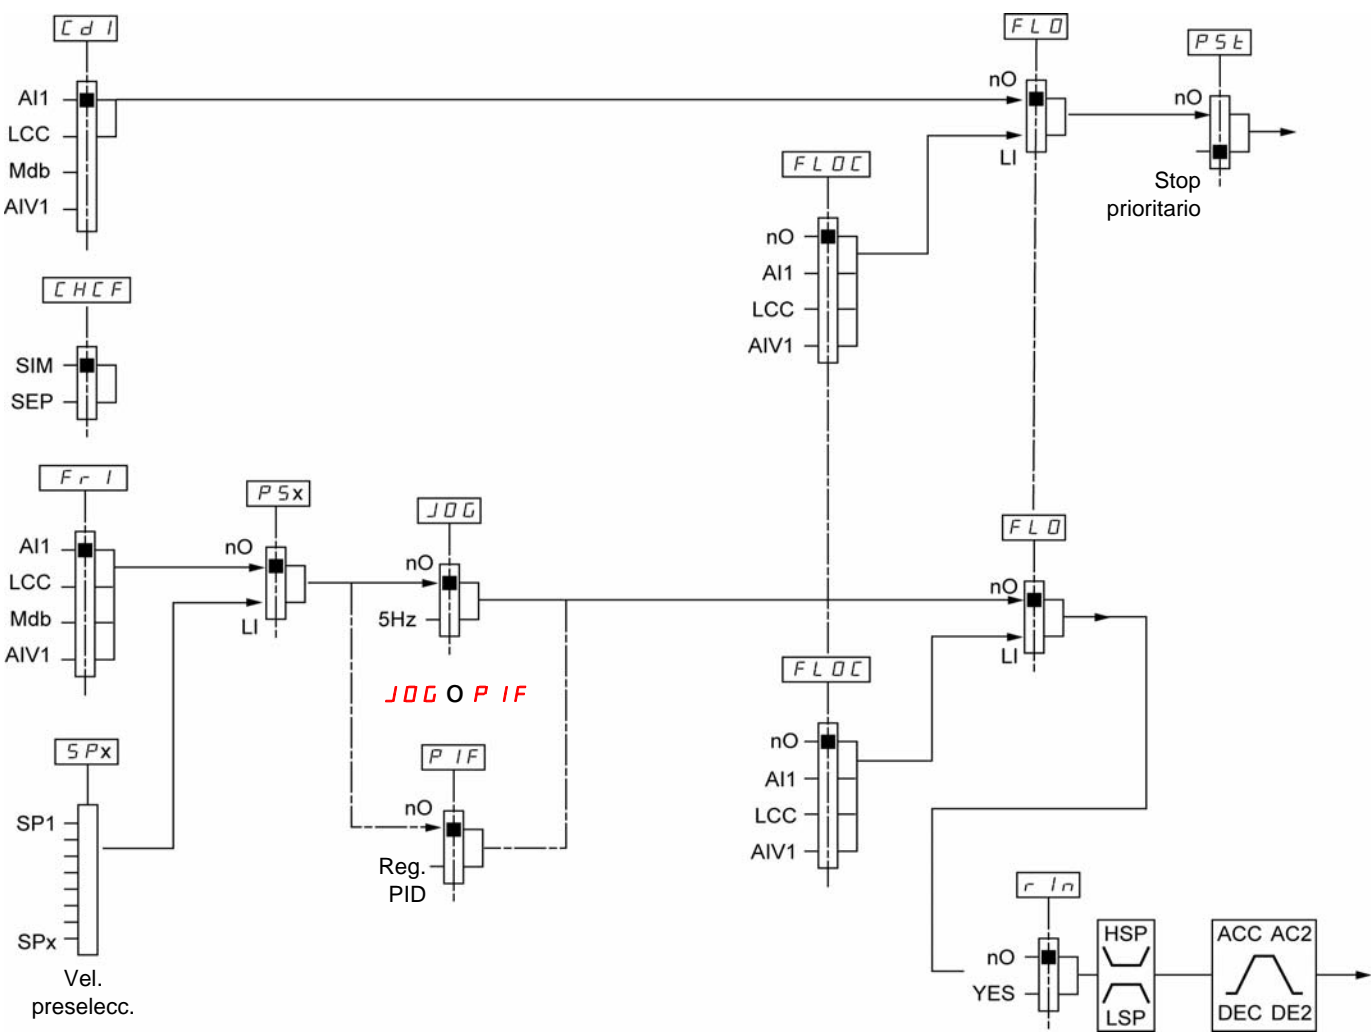 Cd1
AI1
LCC
Mdb
AIV1
FLO
nO
LI
PSt
nO
Stop
prioritario
FLOC
nO
AI1
LCC
AIV1
CHCF
SIM
SEP
Fr1
AI1
LCC
Mdb
AIV1
PSx
nO
LI
JOG
nO
5Hz
JOG O PIF
PIF
nO
Reg.
PID
SPx
SP1
SPx
Vel.
preselecc.
FLO
nO
LI
FLOC
nO
AI1
LCC
AIV1
rIn
nO
YES
HSP
LSP
ACC AC2
DEC DE2